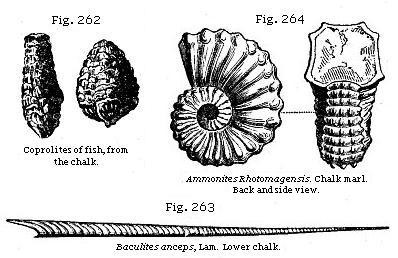 Fig. 262
Coprolites of fish, from
the chalk.
Fig. 264
Ammonites Rhotomagensis. Chalk marl.
Back and side view.
Fig. 263
Baculites anceps, Lam. Lower chalk.